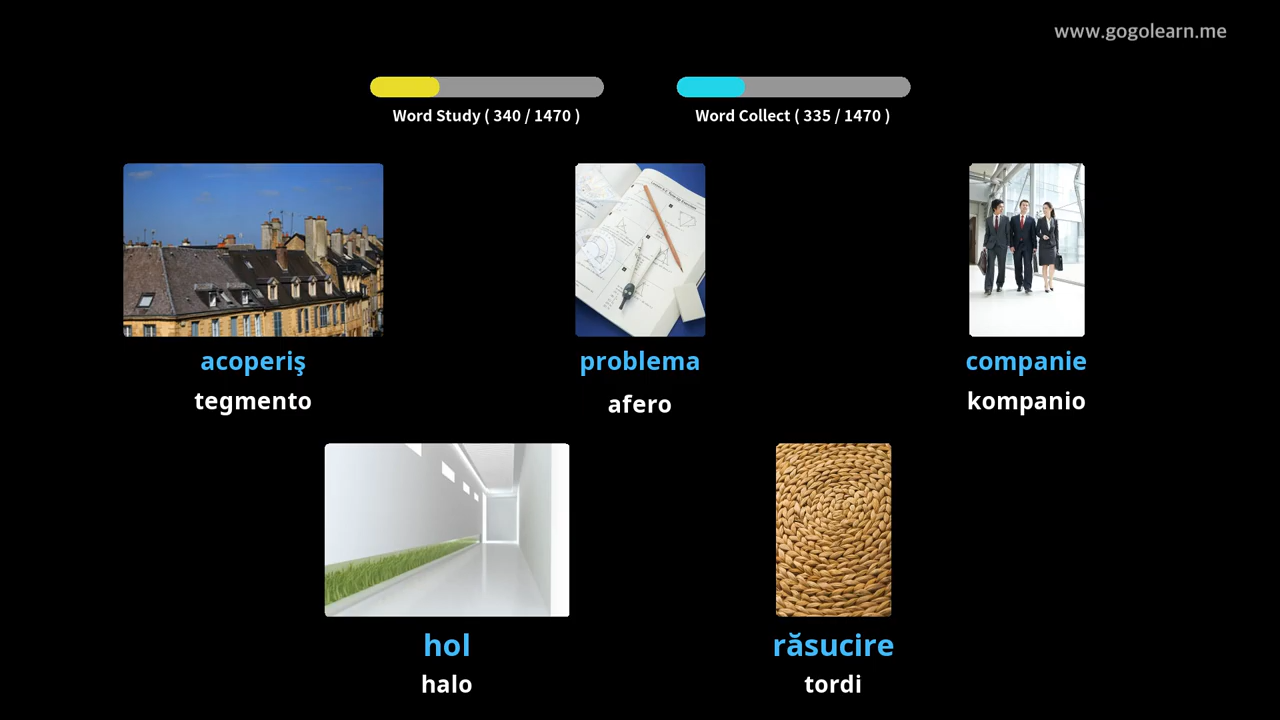 www.gogolearn.me
Word Study ( 340 / 1470 )
Word Collect ( 335 / 1470 )
acoperiş
problema
companie
tegmento
afero
kompanio
hol
răsucire
halo
tordi